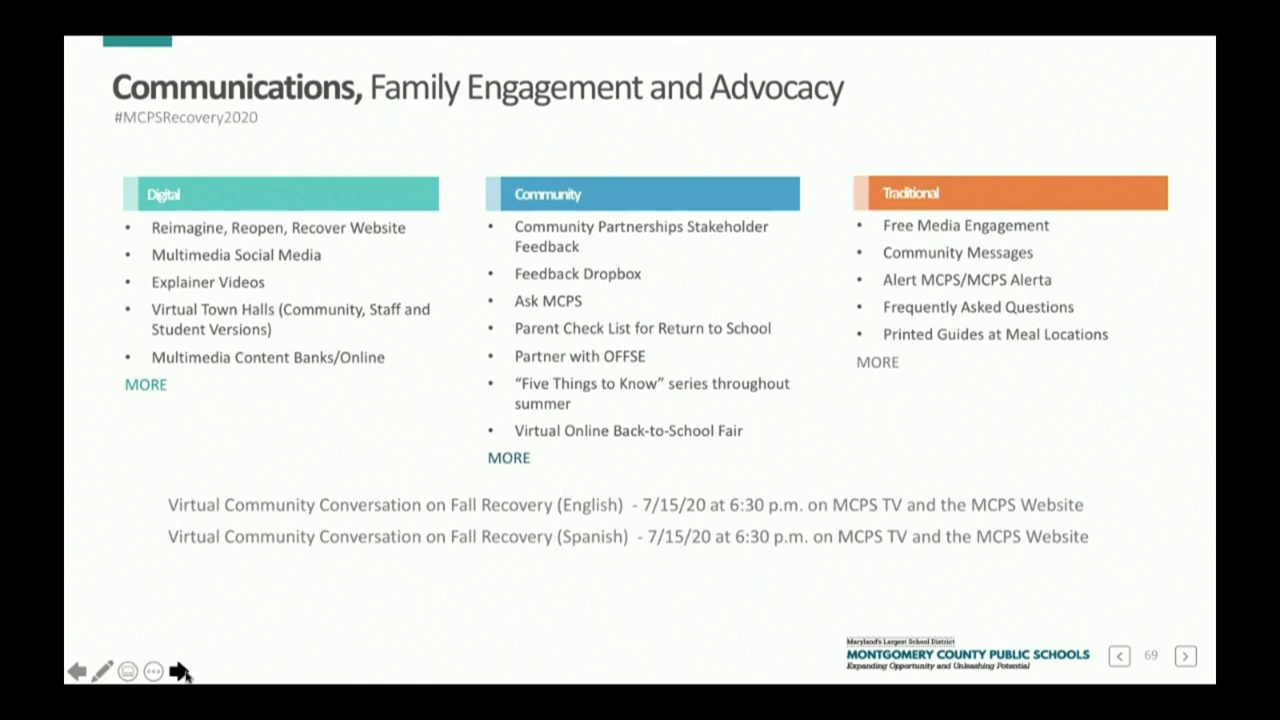 Communications, Family Engagement and Advocacy
#MCPSRecovery2020
Digital
• Reimagine, Reopen, Recover Website
• Multimedia Social Media
• Explainer Videos
• Virtual Town Halls (Community, Staff and
Student Versions)
• Multimedia Content Banks/Online
MORE
Community
• Community Partnerships Stakeholder
Feedback
• Feedback Dropbox
• Ask MCPS
• Parent Check List for Return to School
• Partner with OFFSE
• “Five Things to Know” series throughout
summer
• Virtual Online Back-to-School Fair
MORE
Traditional
• Free Media Engagement
• Community Messages
• Alert MCPS/MCPS Alerta
• Frequently Asked Questions
• Printed Guides at Meal Locations
MORE
Virtual Community Conversation on Fall Recovery (English) - 7/15/20 at 6:30 p.m. on MCPS TV and the MCPS Website
Virtual Community Conversation on Fall Recovery (Spanish) - 7/15/20 at 6:30 p.m. on MCPS TV and the MCPS Website
Maryland's Largest School District
MONTGOMERY COUNTY PUBLIC SCHOOLS
Expanding Opportunity and Unleashing Potential
69